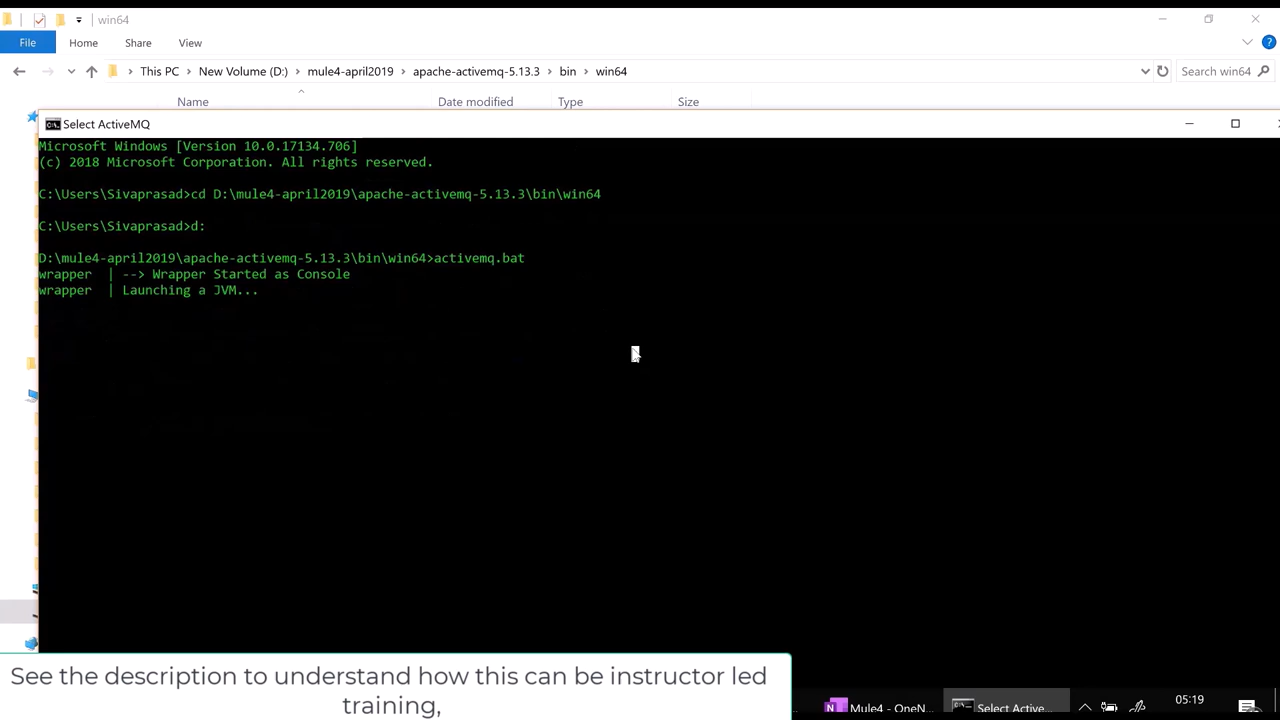 win64
File
Home
Share
View
This PC
New Volume (D:)
mule4-april2019
apache-activemq-5.13.3
bin
win64
Search win64
Name
Date modified
Type
Size
Select ActiveMQ
Microsoft Windows [Version 10.0.17134.706]
(c) 2018 Microsoft Corporation. All rights reserved.
C:\Users\Sivaprasad>cd D:\mule4-april2019\apache-activemq-5.13.3\bin\win64
C:\Users\Sivaprasad>d:
D:\mule4-april2019\apache-activemq-5.13.3\bin\win64>activemq.bat
wrapper | --> Wrapper Started as Console
wrapper | Launching a JVM...
See the description to understand how this can be instructor led
training,
Mule4 - OneN...
Select Active...
05:19